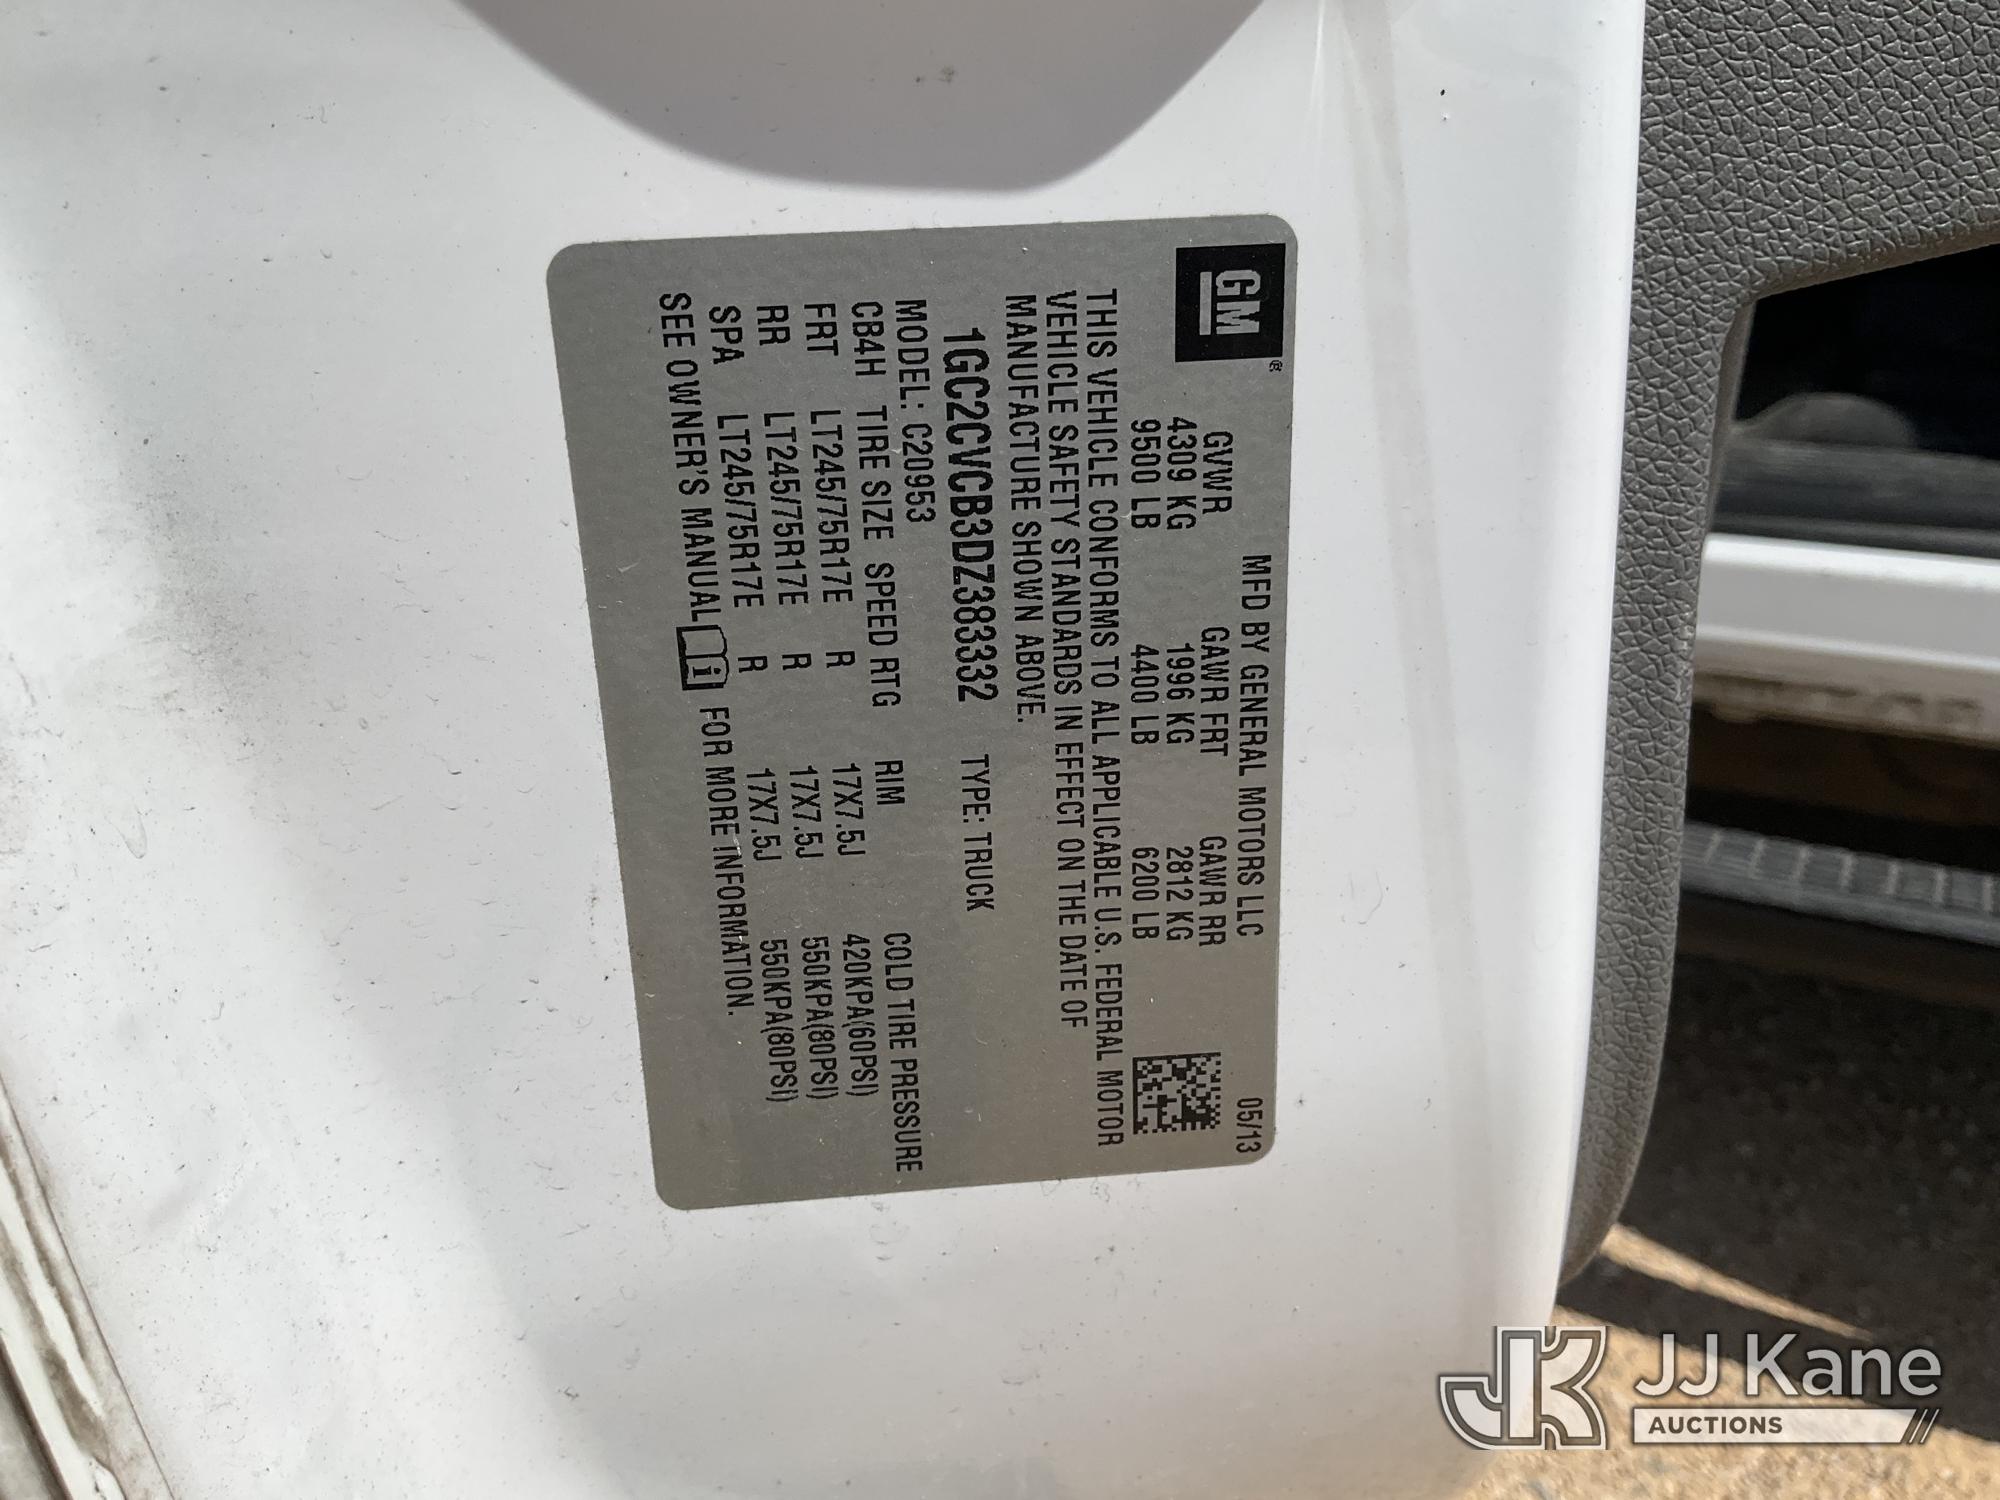 GM®
MFD BY GENERAL MOTORS LLC 05/13
GVWR GAWR FRT GAWR RR
4309 KG 1996 KG 2812 KG
9500 LB 4400 LB 6200 LB
THIS VEHICLE CONFORMS TO ALL APPLICABLE U.S. FEDERAL MOTOR
VEHICLE SAFETY STANDARDS IN EFFECT ON THE DATE OF
MANUFACTURE SHOWN ABOVE.
1GC2CVCB3DZ383332 TYPE: TRUCK
MODEL: C20953
CB4H TIRE SIZE SPEED RTG RIM COLD TIRE PRESSURE
FRT LT245/75R17E R 17X7.5J 420KPA(60PSI)
RR LT245/75R17E R 17X7.5J 550KPA(80PSI)
SPA LT245/75R17E R 17X7.5J 550KPA(80PSI)
SEE OWNER'S MANUAL i FOR MORE INFORMATION.
JK JJ Kane
AUCTIONS